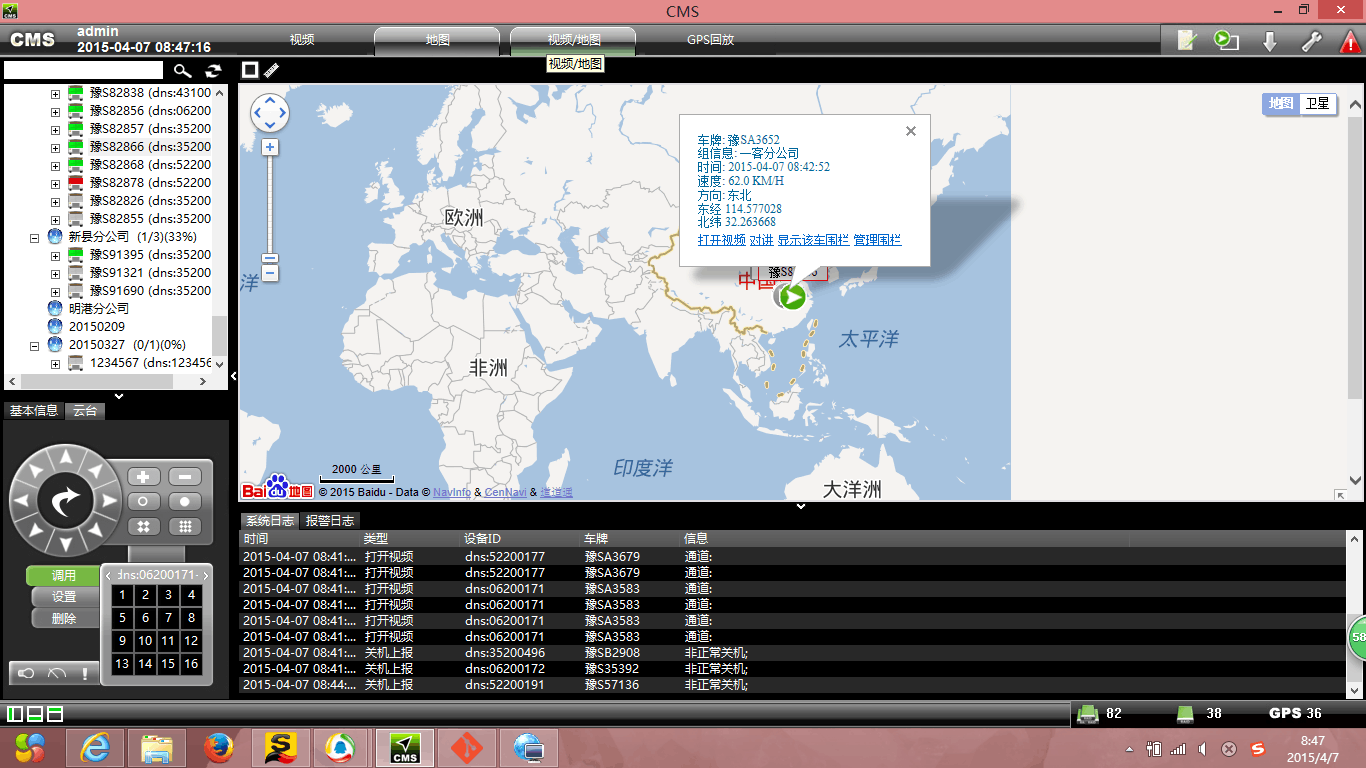 CMS
CMS
admin
2015-04-07 08:47:16
视频
地图
视频/地图
GPS回放
视频/地图
豫S82838 (dns:43100
豫S82856 (dns:06200
豫S82857 (dns:35200
豫S82866 (dns:35200
豫S82868 (dns:52200
豫S82878 (dns:52200
豫S82826 (dns:35200
豫S82855 (dns:35200
新县分公司 (1/3)(33%)
豫S91395 (dns:35200
豫S91321 (dns:35200
豫S91690 (dns:35200
明港分公司
20150209
20150327 (0/1)(0%)
1234567 (dns:123456
地图
卫星
车牌: 豫SA3652
组信息: 一客分公司
时间: 2015-04-07 08:42:52
速度: 62.0 KM/H
方向: 东北
东经 114.577028
北纬 32.263668
打开视频 对讲 显示该车围栏 管理围栏
欧洲
洋
中国
太平洋
非洲
印度洋
大洋洲
2000 公里
Bai du 地图
© 2015 Baidu - Data © NavInfo & CenNavi & 道道通
基本信息
云台
调用
设置
删除
dns:06200171-
1 2 3 4
5 6 7 8
9 10 11 12
13 14 15 16
系统日志
报警日志
时间 类型 设备ID 车牌 信息
2015-04-07 08:41:... 打开视频 dns:52200177 豫SA3679 通道:
2015-04-07 08:41:... 打开视频 dns:52200177 豫SA3679 通道:
2015-04-07 08:41:... 打开视频 dns:06200171 豫SA3583 通道:
2015-04-07 08:41:... 打开视频 dns:06200171 豫SA3583 通道:
2015-04-07 08:41:... 打开视频 dns:06200171 豫SA3583 通道:
2015-04-07 08:41:... 打开视频 dns:06200171 豫SA3583 通道:
2015-04-07 08:41:... 关机上报 dns:35200496 豫SB2908 非正常关机;
2015-04-07 08:41:... 关机上报 dns:06200172 豫S35392 非正常关机;
2015-04-07 08:44:... 关机上报 dns:52200191 豫S57136 非正常关机;
58
82
38
GPS 36
CMS
8:47
2015/4/7